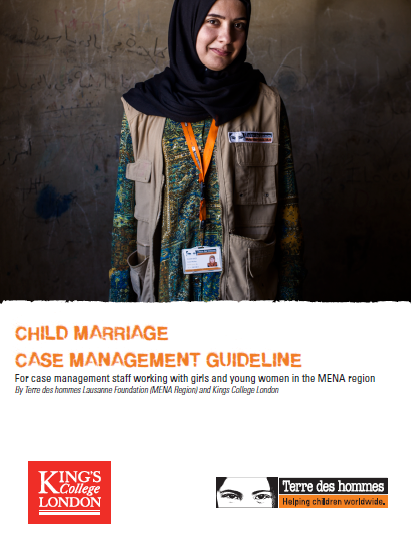 CHILD MARRIAGE
CASE MANAGEMENT GUIDELINE
For case management staff working with girls and young women in the MENA region
By Terre des hommes Lausanne Foundation (MENA Region) and Kings College London
KING'S
College
LONDON
Terre des hommes
Helping children worldwide.